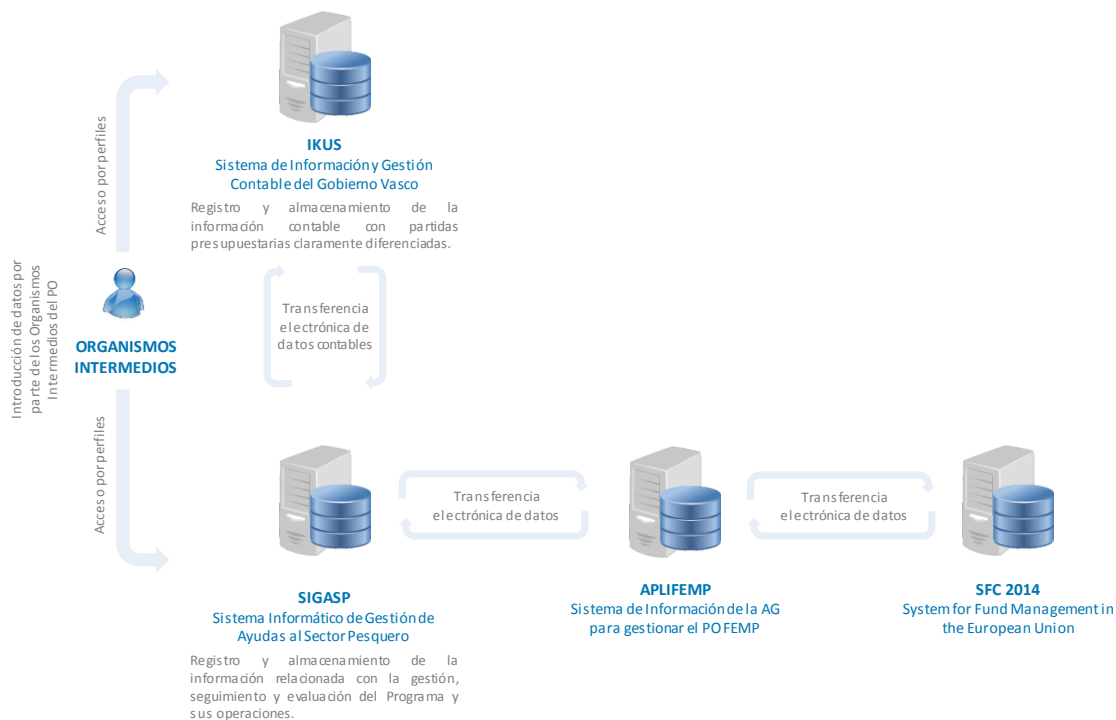 Introducción de datos por
parte de los Organismos
Intermedios del PO
Acceso por perfiles
Acceso por perfiles
ORGANISMOS
INTERMEDIOS
IKUS
Sistema de Información y Gestión
Contable del Gobierno Vasco
Registro y almacenamiento de la
información contable con partidas
presupuestarias claramente diferenciadas.
Transferencia
electrónica de
datos contables
SIGASP
Sistema Informático de Gestión de
Ayudas al Sector Pesquero
Registro y almacenamiento de la
información relacionada con la gestión,
seguimiento y evaluación del Programa y
sus operaciones.
Transferencia
electrónica de datos
APLIFEMP
Sistema de Información de la AG
para gestionar el PO FEMP
Transferencia
electrónica de datos
SFC 2014
System for Fund Management in
the European Union